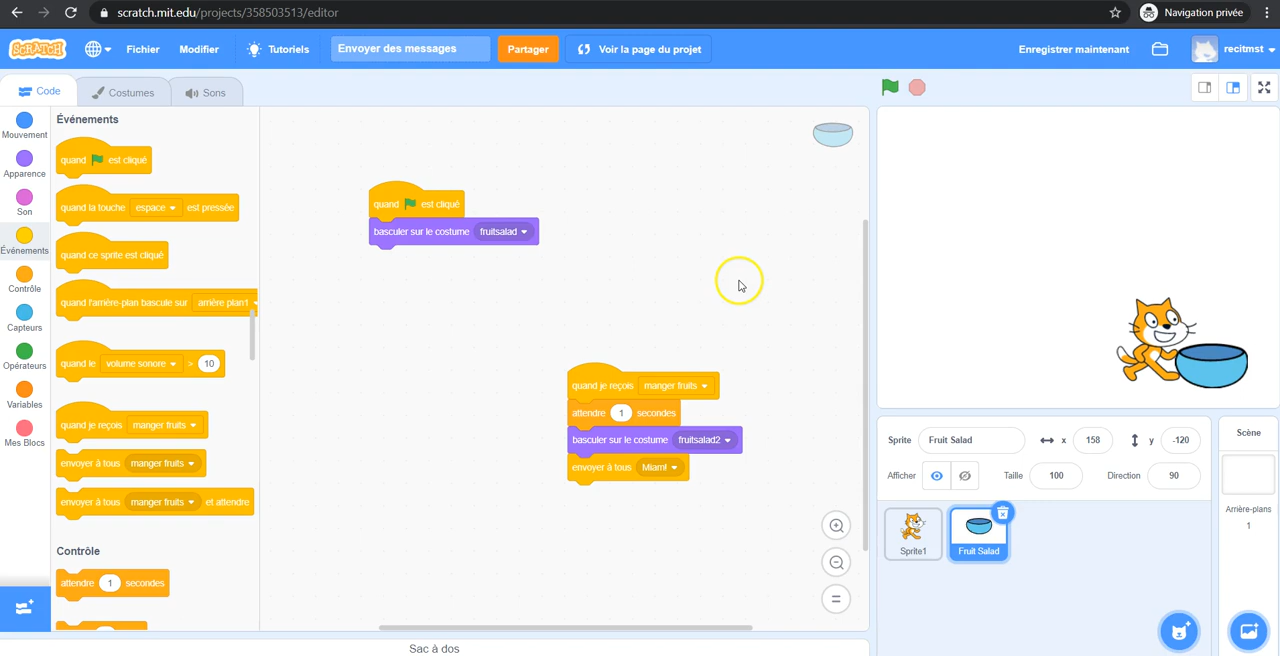 scratch.mit.edu/projects/358503513/editor
Navigation privée
SCRATCH
Fichier
Modifier
Tutoriels
Envoyer des messages
Partager
Voir la page du projet
Enregistrer maintenant
recitmst
Code
Costumes
Sons
Mouvement
Apparence
Son
Événements
Contrôle
Capteurs
Opérateurs
Variables
Mes Blocs
Événements
quand est cliqué
quand la touche espace est pressée
quand ce sprite est cliqué
quand l'arrière-plan bascule sur arrière plan1
quand le volume sonore > 10
quand je reçois manger fruits
envoyer à tous manger fruits
envoyer à tous manger fruits et attendre
Contrôle
attendre 1 secondes
quand est cliqué
basculer sur le costume fruitsalad
quand je reçois manger fruits
attendre 1 secondes
basculer sur le costume fruitsalad2
envoyer à tous Miam!
Sac à dos
Sprite Fruit Salad x 158 y -120
Afficher Taille 100 Direction 90
Sprite1
Fruit Salad
Scène
Arrière-plans
1